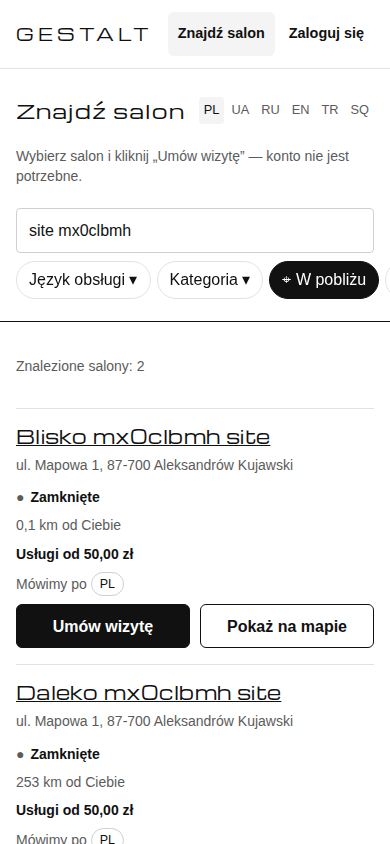 GESTALT Znajdź salon Zaloguj się
Znajdź salon PL UA RU EN TR SQ
Wybierz salon i kliknij „Umów wizytę” — konto nie jest
potrzebne.
site mx0clbmh
Język obsługi ▾ Kategoria ▾ ⌖ W pobliżu
Znalezione salony: 2
Blisko mx0clbmh site
ul. Mapowa 1, 87-700 Aleksandrów Kujawski
● Zamknięte
0,1 km od Ciebie
Usługi od 50,00 zł
Mówimy po PL
Umów wizytę Pokaż na mapie
Daleko mx0clbmh site
ul. Mapowa 1, 87-700 Aleksandrów Kujawski
● Zamknięte
253 km od Ciebie
Usługi od 50,00 zł
Mówimy po PL